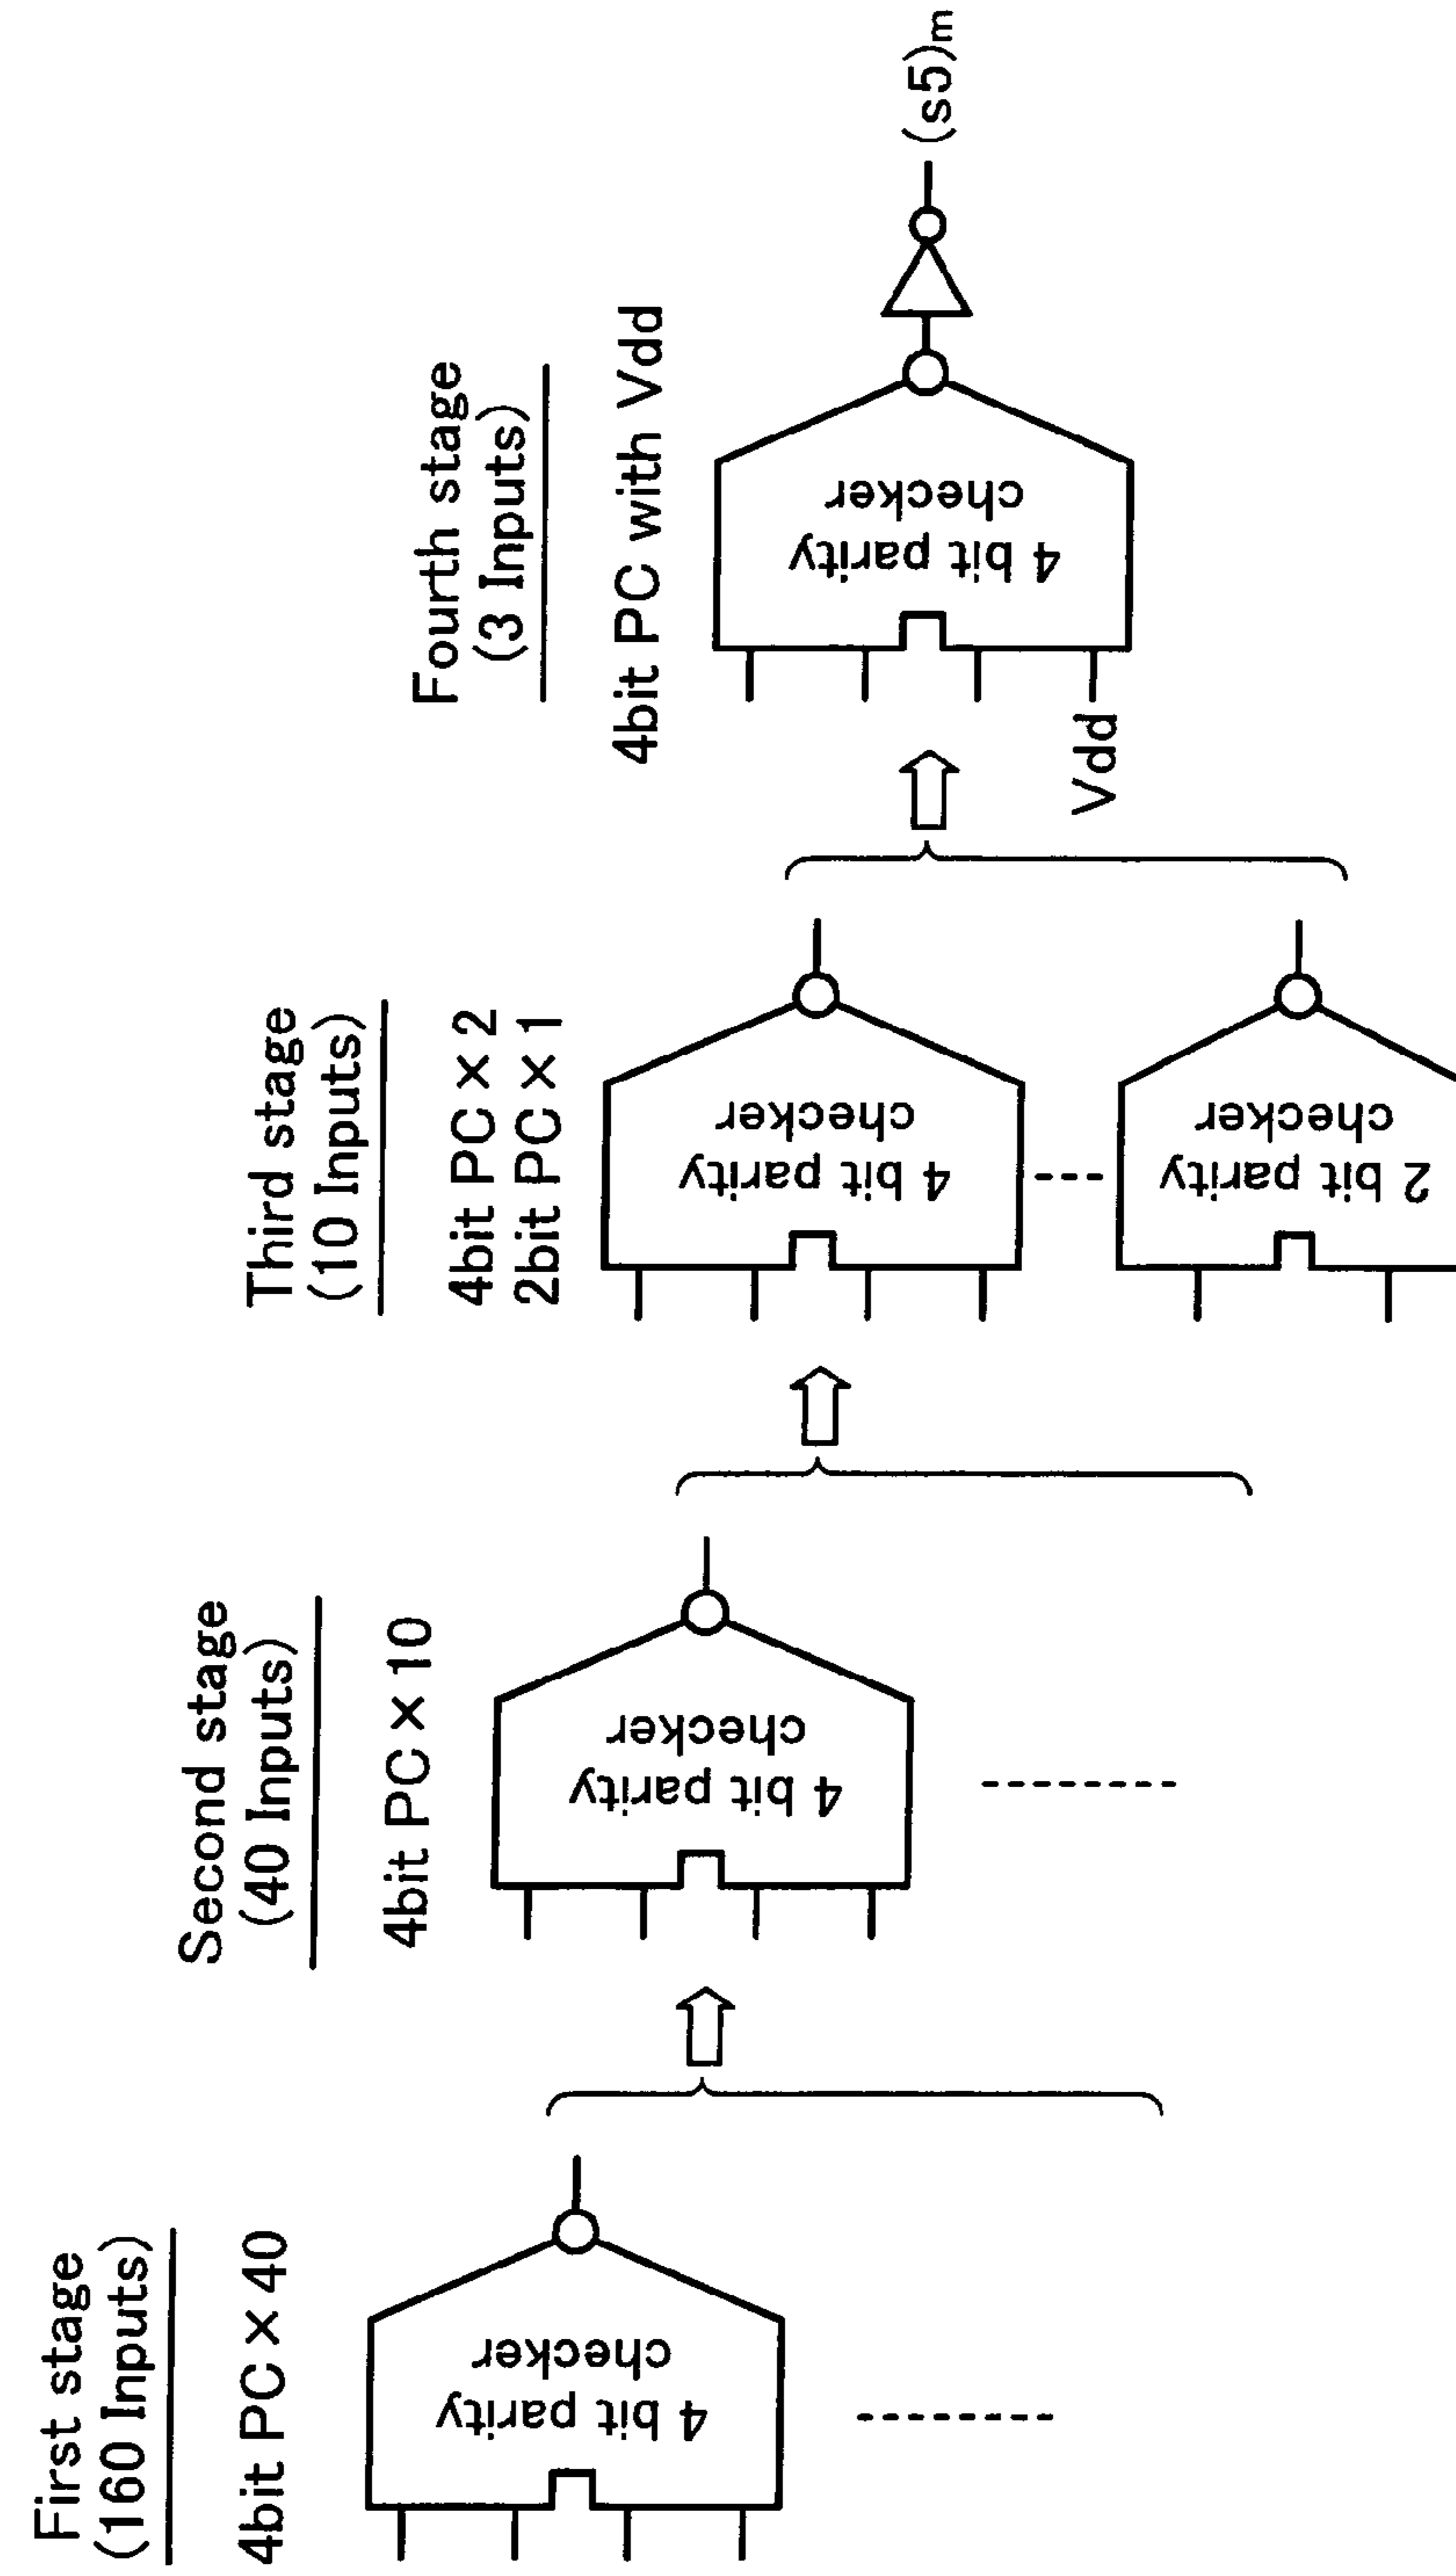 First stage
(160 Inputs)
4bit PC × 40
4 bit parity
checker
Second stage
(40 Inputs)
4bit PC × 10
4 bit parity
checker
Third stage
(10 Inputs)
4bit PC × 2
2bit PC × 1
4 bit parity
checker
2 bit parity
checker
Fourth stage
(3 Inputs)
4bit PC with Vdd
4 bit parity
checker
Vdd
(s5)m